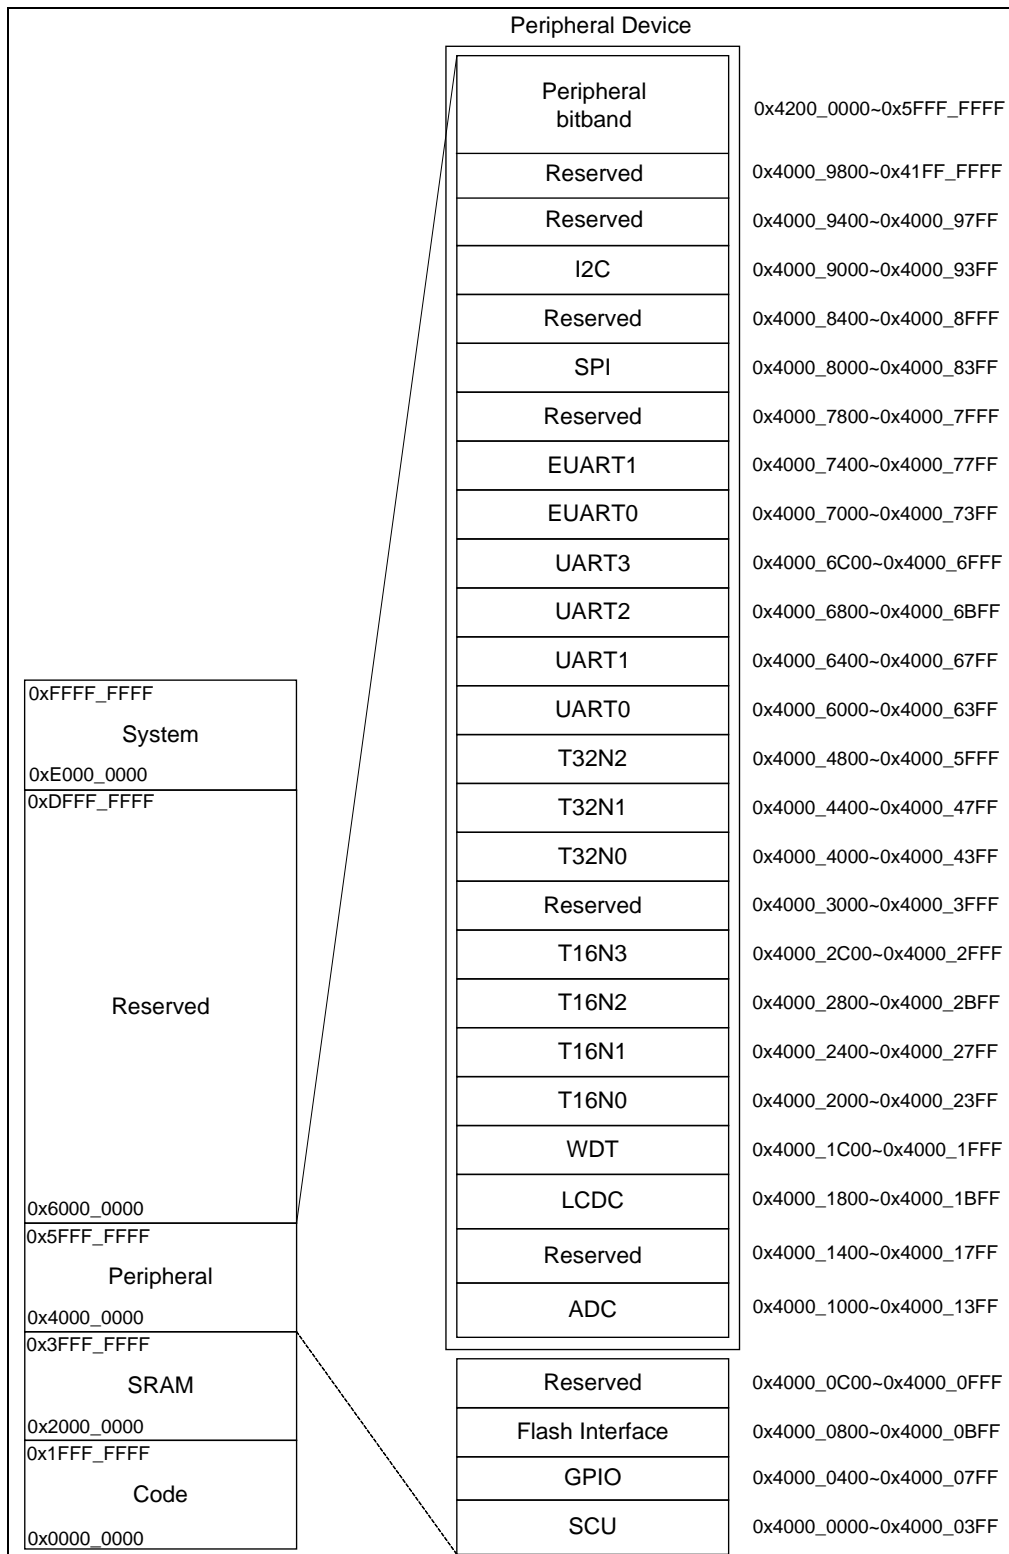 Peripheral Device
Peripheral
bitband
0x4200_0000~0x5FFF_FFFF
Reserved
0x4000_9800~0x41FF_FFFF
Reserved
0x4000_9400~0x4000_97FF
I2C
0x4000_9000~0x4000_93FF
Reserved
0x4000_8400~0x4000_8FFF
SPI
0x4000_8000~0x4000_83FF
Reserved
0x4000_7800~0x4000_7FFF
EUART1
0x4000_7400~0x4000_77FF
EUART0
0x4000_7000~0x4000_73FF
UART3
0x4000_6C00~0x4000_6FFF
UART2
0x4000_6800~0x4000_6BFF
UART1
0x4000_6400~0x4000_67FF
UART0
0x4000_6000~0x4000_63FF
T32N2
0x4000_4800~0x4000_5FFF
T32N1
0x4000_4400~0x4000_47FF
T32N0
0x4000_4000~0x4000_43FF
Reserved
0x4000_3000~0x4000_3FFF
T16N3
0x4000_2C00~0x4000_2FFF
T16N2
0x4000_2800~0x4000_2BFF
T16N1
0x4000_2400~0x4000_27FF
T16N0
0x4000_2000~0x4000_23FF
WDT
0x4000_1C00~0x4000_1FFF
LCDC
0x4000_1800~0x4000_1BFF
Reserved
0x4000_1400~0x4000_17FF
ADC
0x4000_1000~0x4000_13FF
Reserved
0x4000_0C00~0x4000_0FFF
Flash Interface
0x4000_0800~0x4000_0BFF
GPIO
0x4000_0400~0x4000_07FF
SCU
0x4000_0000~0x4000_03FF
0xFFFF_FFFF
System
0xE000_0000
0xDFFF_FFFF
Reserved
0x6000_0000
0x5FFF_FFFF
Peripheral
0x4000_0000
0x3FFF_FFFF
SRAM
0x2000_0000
0x1FFF_FFFF
Code
0x0000_0000